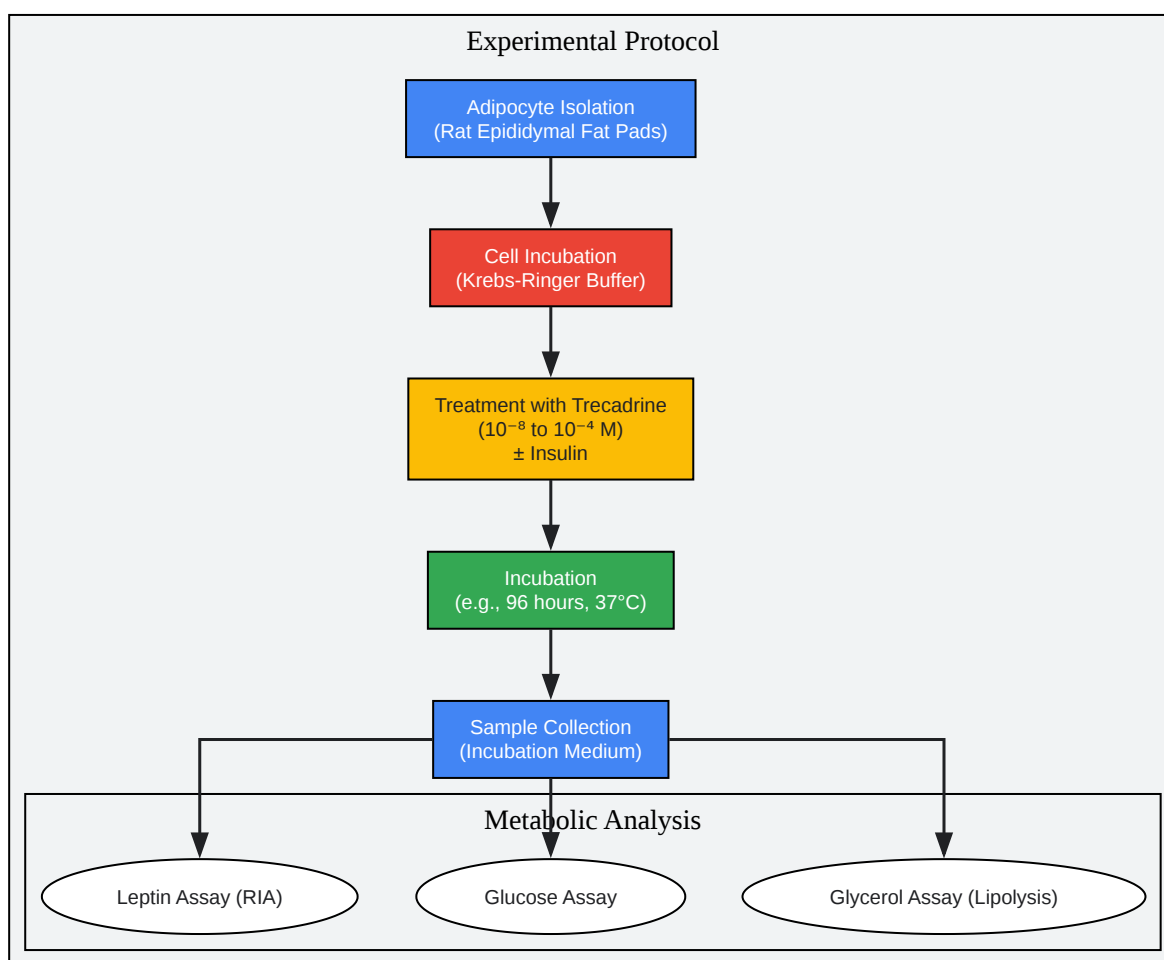 Experimental Protocol
Adipocyte Isolation
(Rat Epididymal Fat Pads)
Cell Incubation
(Krebs-Ringer Buffer)
Treatment with Trecadrine
(10⁻⁸ to 10⁻⁴ M)
± Insulin
Incubation
(e.g., 96 hours, 37°C)
Sample Collection
(Incubation Medium)
Metabolic Analysis
Leptin Assay (RIA)
Glucose Assay
Glycerol Assay (Lipolysis)